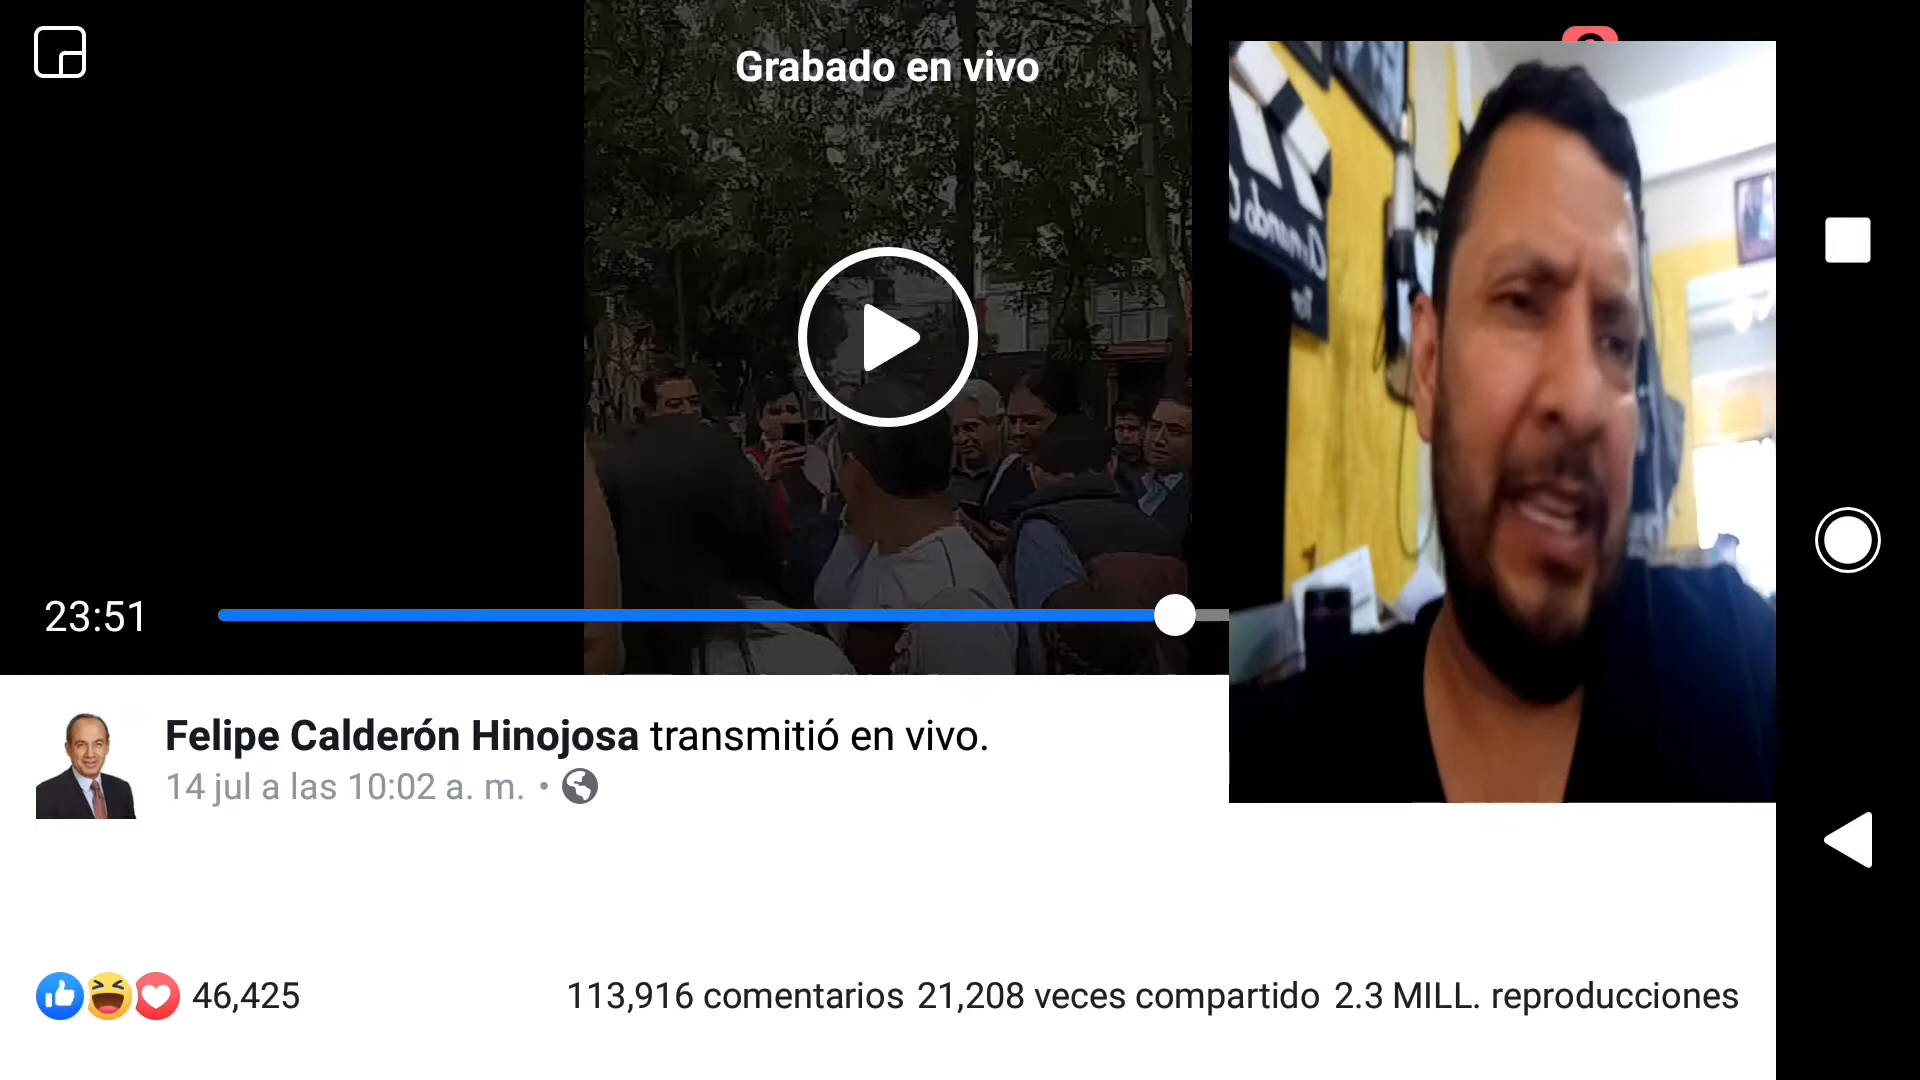 Grabado en vivo
23:51
Felipe Calderón Hinojosa transmitió en vivo.
14 jul a las 10:02 a. m. •
46,425
113,916 comentarios 21,208 veces compartido 2.3 MILL. reproducciones